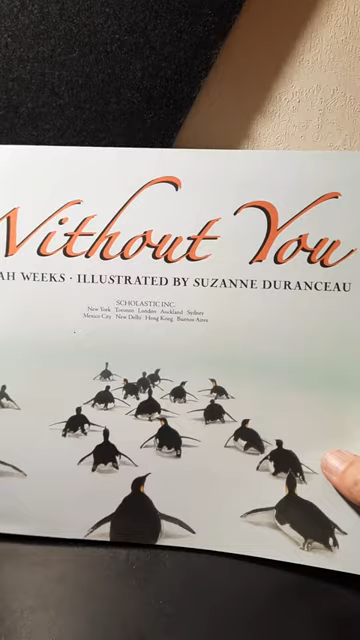 Without You
AH WEEKS · ILLUSTRATED BY SUZANNE DURANCEAU
SCHOLASTIC INC.
New York Toronto London Auckland Sydney
Mexico City New Delhi Hong Kong Buenos Aires